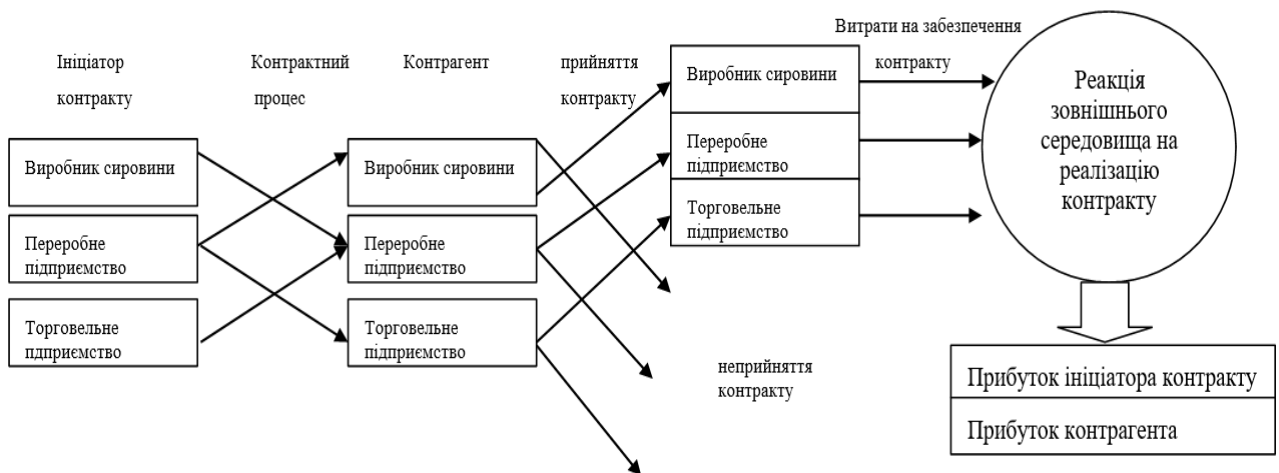 Ініціатор
контракту
Контрактний
процес
Контрагент
прийняття
контракту
Витрати на забезпечення
контракту
Виробник сировини
Переробне
підприємство
Торговельне
пдприємство
Виробник сировини
Переробне
підприємство
Торговельне
підприємство
Виробник сировини
Переробне
підприємство
Торговельне
підприємство
неприйняття
контракту
Реакція
зовнішнього
середовища на
реалізацію
контракту
Прибуток ініціатора контракту
Прибуток контрагента